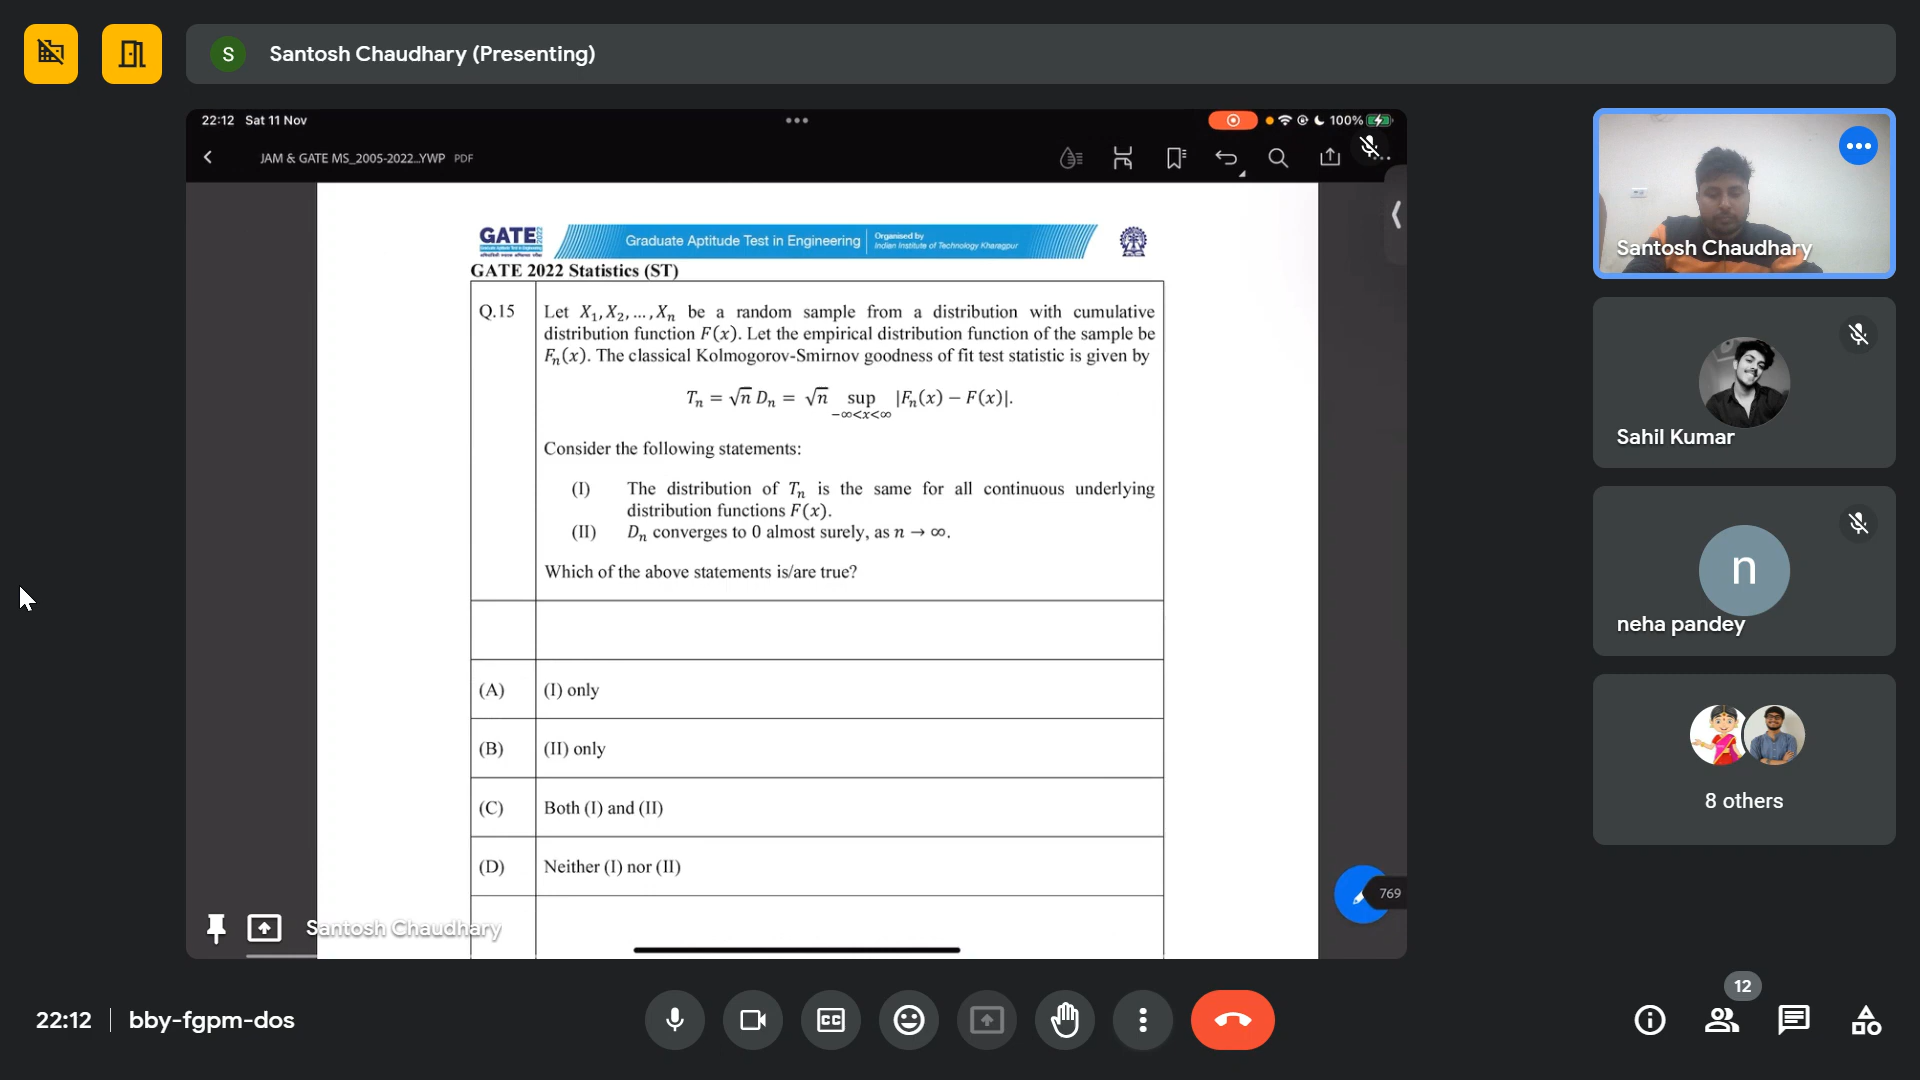 S Santosh Chaudhary (Presenting)
22:12 Sat 11 Nov
100%
JAM & GATE MS_2005-2022...YWP PDF
GATE 2022
Graduate Aptitude Test in Engineering
Organised by
Indian Institute of Technology Kharagpur
GATE 2022 Statistics (ST)
Q.15 Let X₁, X₂, ..., Xₙ be a random sample from a distribution with cumulative
distribution function F(x). Let the empirical distribution function of the sample be
Fₙ(x). The classical Kolmogorov-Smirnov goodness of fit test statistic is given by
Tₙ = √n Dₙ = √n sup |Fₙ(x) − F(x)|.
−∞<x<∞
Consider the following statements:
(I) The distribution of Tₙ is the same for all continuous underlying
distribution functions F(x).
(II) Dₙ converges to 0 almost surely, as n → ∞.
Which of the above statements is/are true?
(A) (I) only
(B) (II) only
(C) Both (I) and (II)
(D) Neither (I) nor (II)
769
Santosh Chaudhary
Santosh Chaudhary
Sahil Kumar
n
neha pandey
8 others
22:12 | bby-fgpm-dos
CC
12